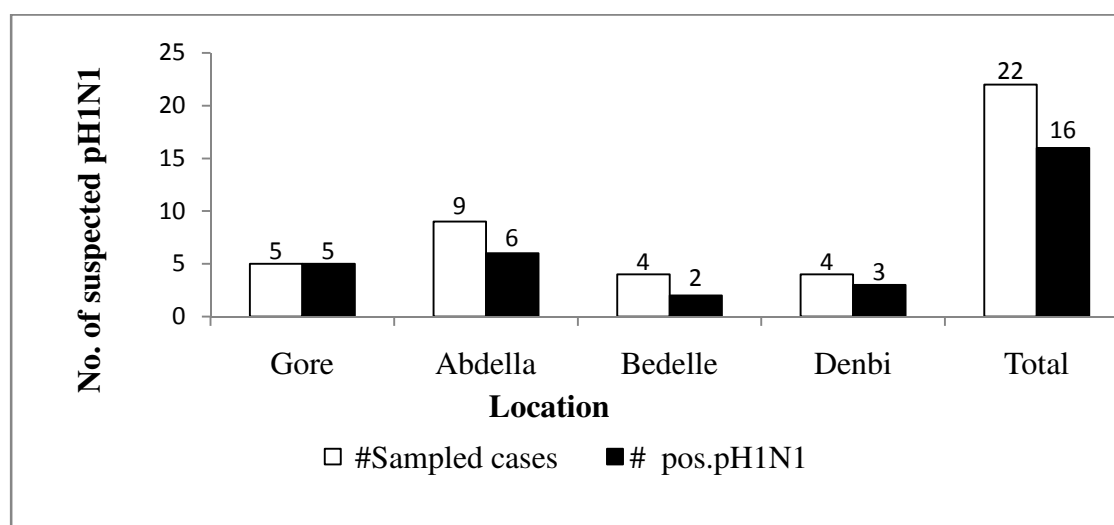 25
20
15
10
5
0
No. of suspected pH1N1
5 5
9 6
4 2
4 3
22 16
Gore Abdella Bedelle Denbi Total
Location
#Sampled cases # pos.pH1N1